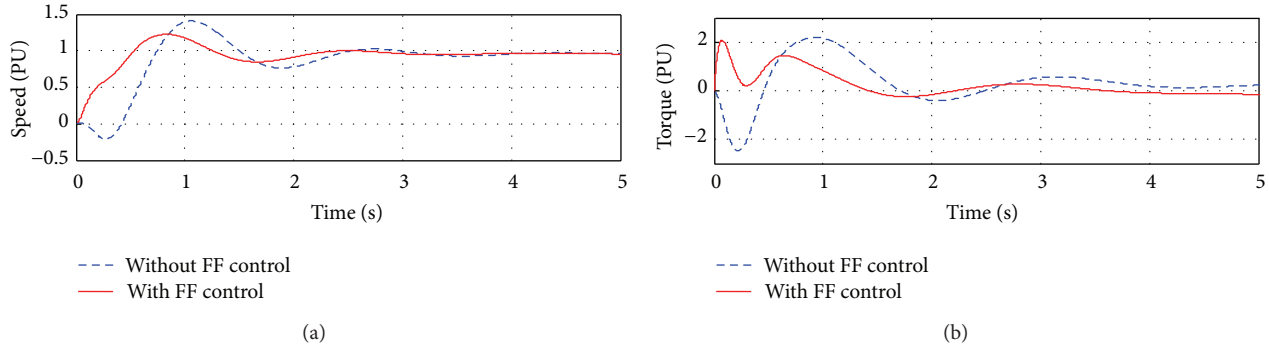 1.5
1
0.5
0
−0.5
Speed (PU)
0 1 2 3 4 5
Time (s)
Without FF control
With FF control
(a)
2
0
−2
Torque (PU)
0 1 2 3 4 5
Time (s)
Without FF control
With FF control
(b)